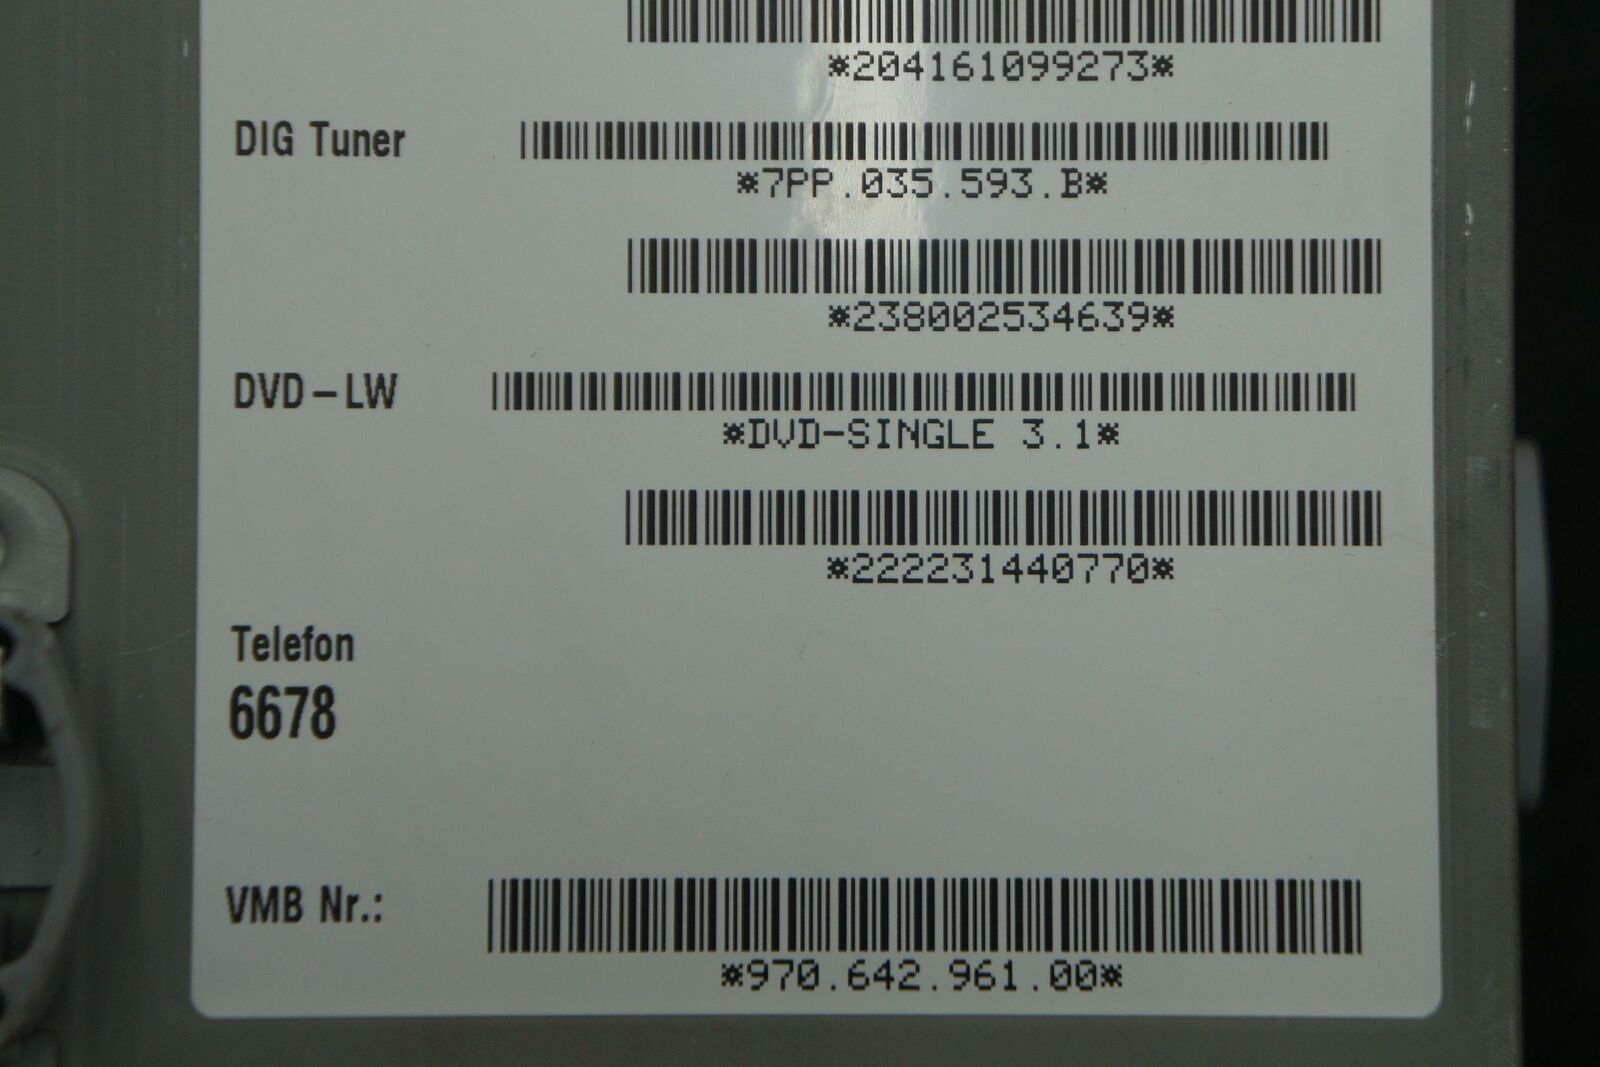 *204161099273*
DIG Tuner
*7PP.035.593.B*
*238002534639*
DVD-LW
*DVD-SINGLE 3.1*
*222231440770*
Telefon
6678
VMB Nr.:
*970.642.961.00*